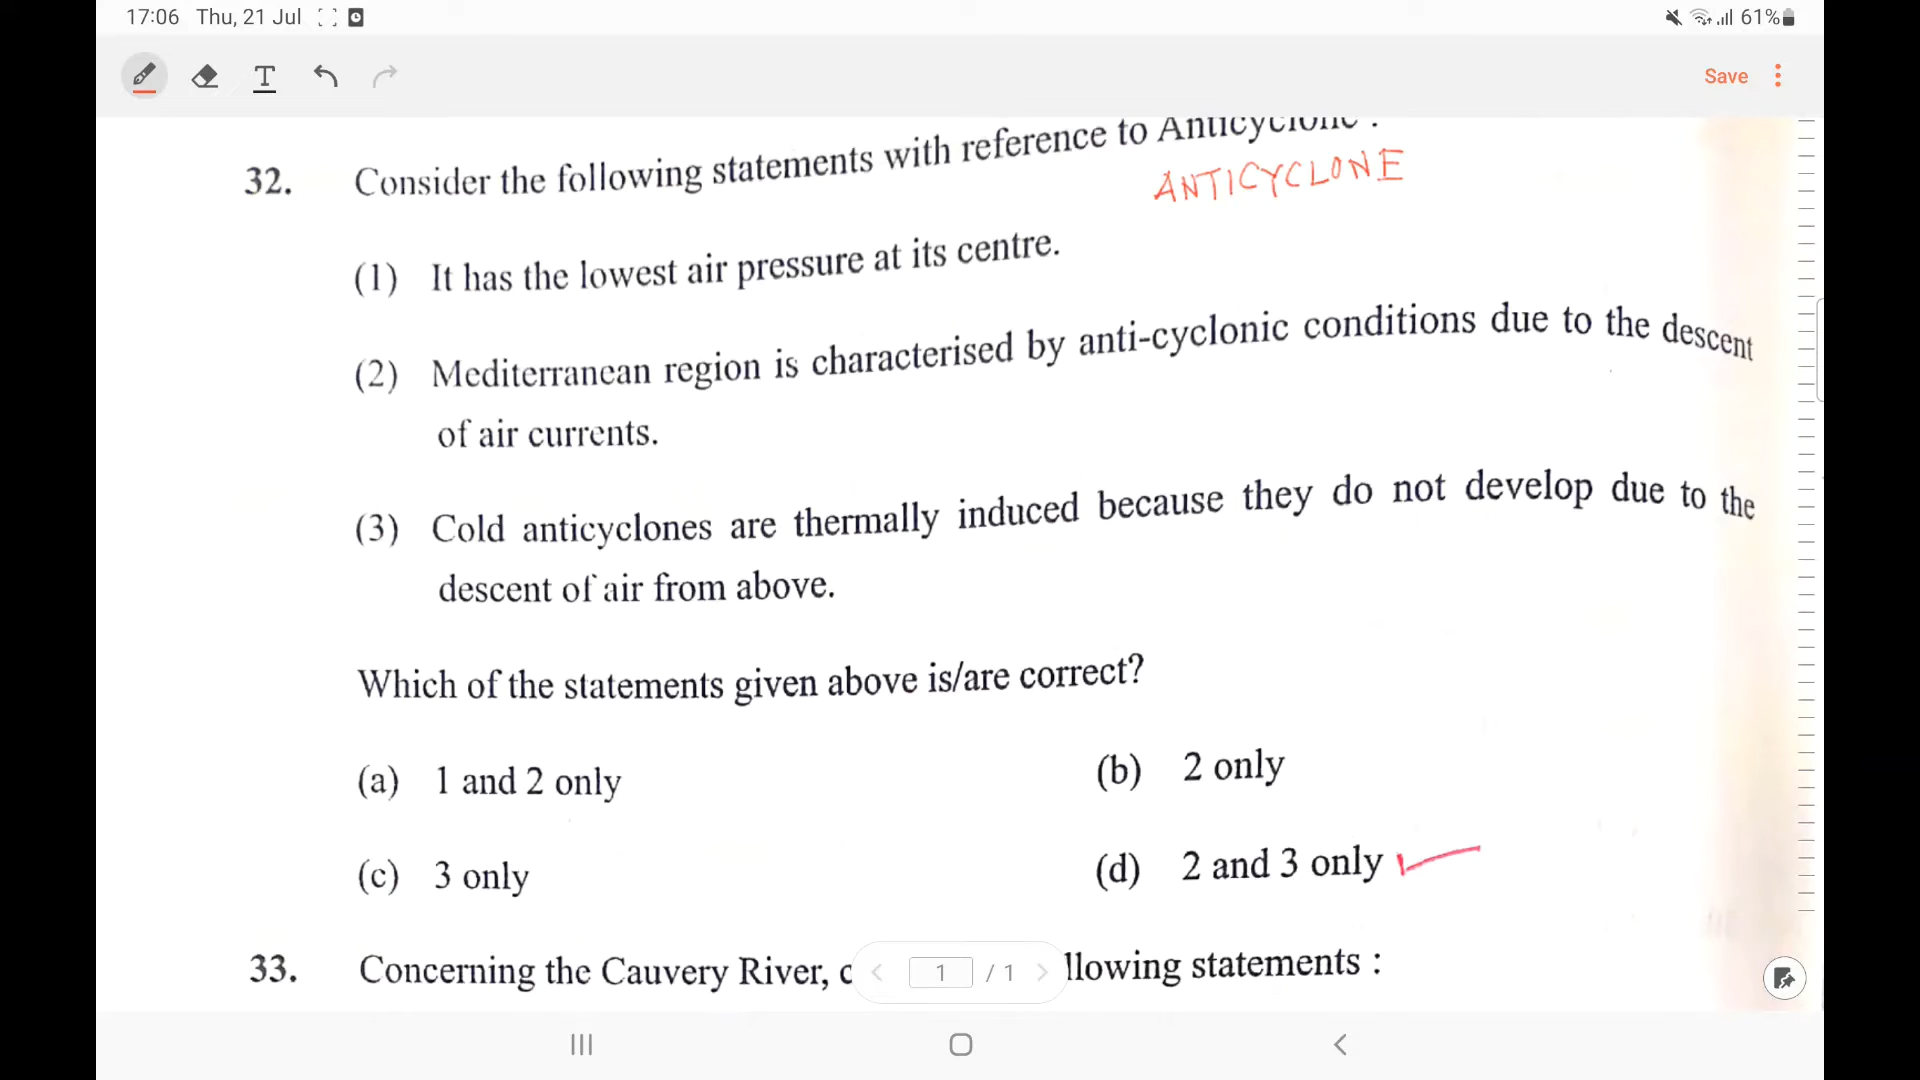 17:06 Thu, 21 Jul
61%
T
Save
32. Consider the following statements with reference to Anticyclone :
ANTICYCLONE
(1) It has the lowest air pressure at its centre.
(2) Mediterranean region is characterised by anti-cyclonic conditions due to the descent
of air currents.
(3) Cold anticyclones are thermally induced because they do not develop due to the
descent of air from above.
Which of the statements given above is/are correct?
(a) 1 and 2 only
(b) 2 only
(c) 3 only
(d) 2 and 3 only
33. Concerning the Cauvery River, c
llowing statements :
1 / 1